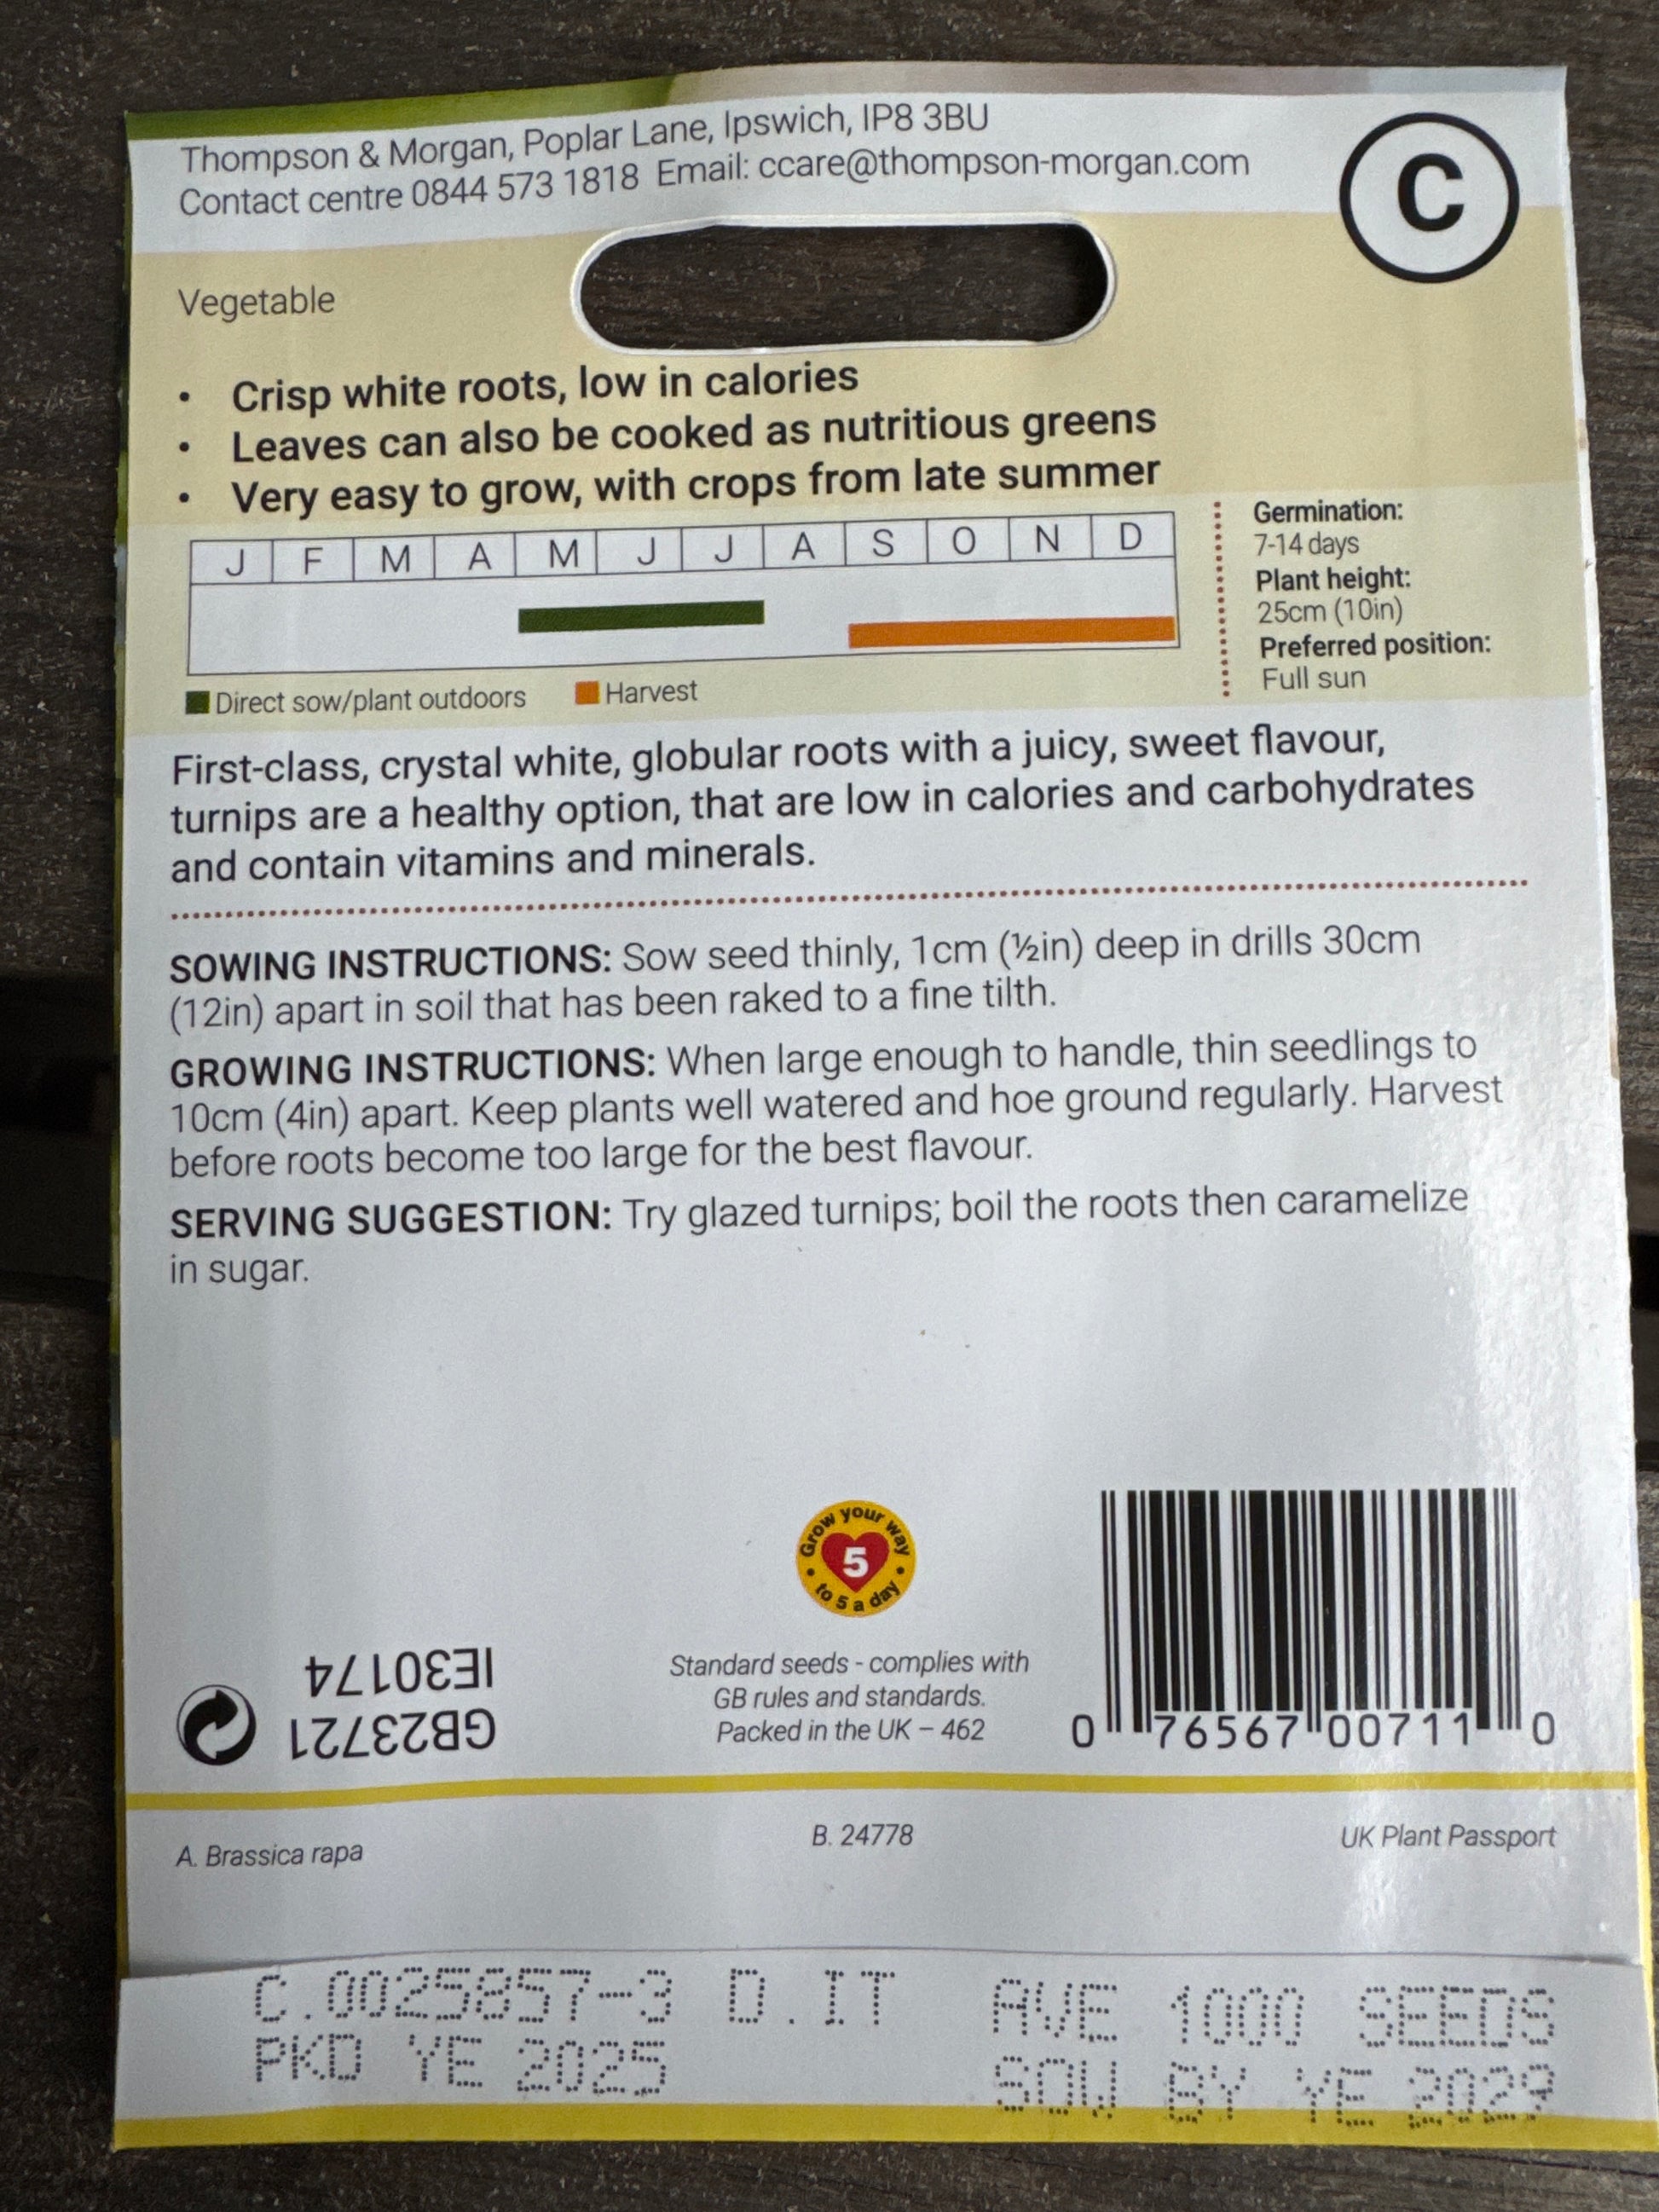 Thompson & Morgan, Poplar Lane, Ipswich, IP8 3BU
Contact centre 0844 573 1818 Email: ccare@thompson-morgan.com
C
Vegetable
• Crisp white roots, low in calories
• Leaves can also be cooked as nutritious greens
• Very easy to grow, with crops from late summer
J F M A M J J A S O N D
Direct sow/plant outdoors Harvest
Germination:
7-14 days
Plant height:
25cm (10in)
Preferred position:
Full sun
First-class, crystal white, globular roots with a juicy, sweet flavour,
turnips are a healthy option, that are low in calories and carbohydrates
and contain vitamins and minerals.
SOWING INSTRUCTIONS: Sow seed thinly, 1cm (½in) deep in drills 30cm
(12in) apart in soil that has been raked to a fine tilth.
GROWING INSTRUCTIONS: When large enough to handle, thin seedlings to
10cm (4in) apart. Keep plants well watered and hoe ground regularly. Harvest
before roots become too large for the best flavour.
SERVING SUGGESTION: Try glazed turnips; boil the roots then caramelize
in sugar.
Grow your way
5
to 5 a day
GB23721
IE30174
Standard seeds - complies with
GB rules and standards.
Packed in the UK – 462
0 76567 00711 0
A. Brassica rapa
B. 24778
UK Plant Passport
C.0025857-3 D.IT AVE 1000 SEEDS
PKD YE 2025 SOW BY YE 2029